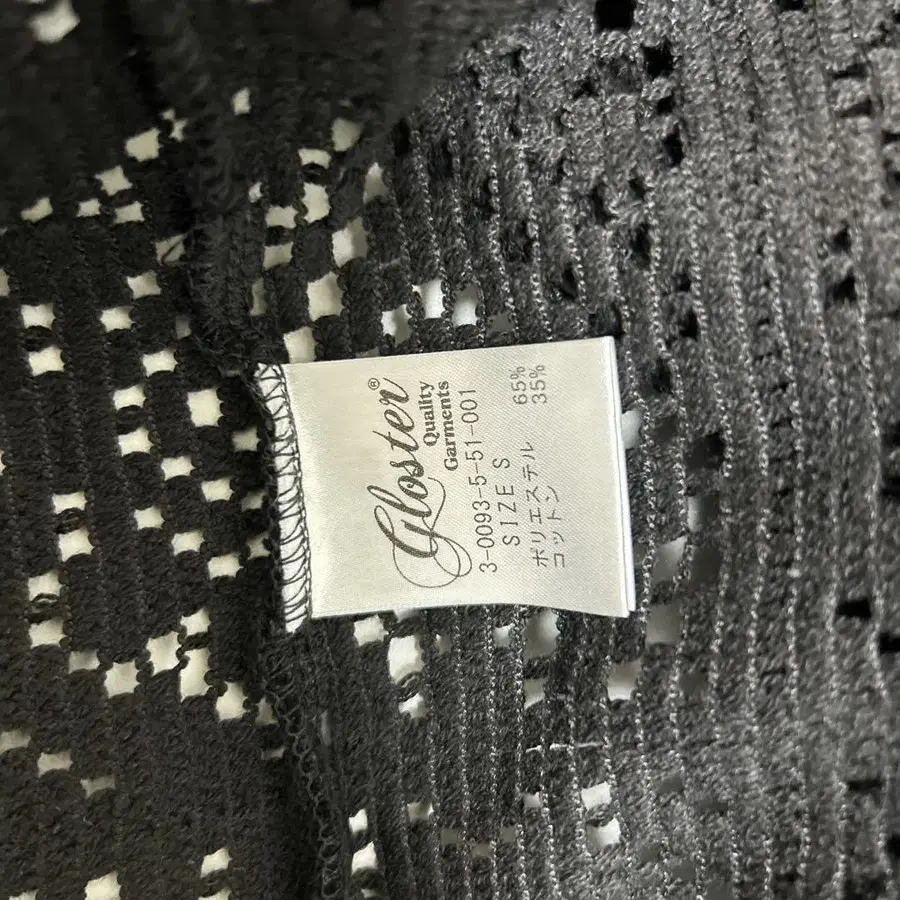 Gloster®
Quality
Garments
3-0093-5-51-001
SIZE S
ポリエステル 65%
コットン 35%